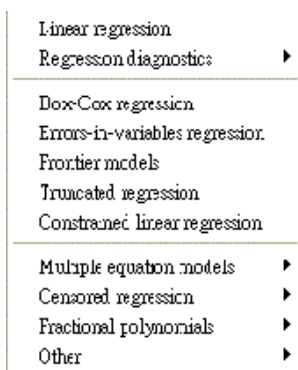 Linear regression
Regression diagnostics
Box-Cox regression
Errors-in-variables regression
Frontier models
Truncated regression
Constrained linear regression
Multiple equation models
Censored regression
Fractional polynomials
Other